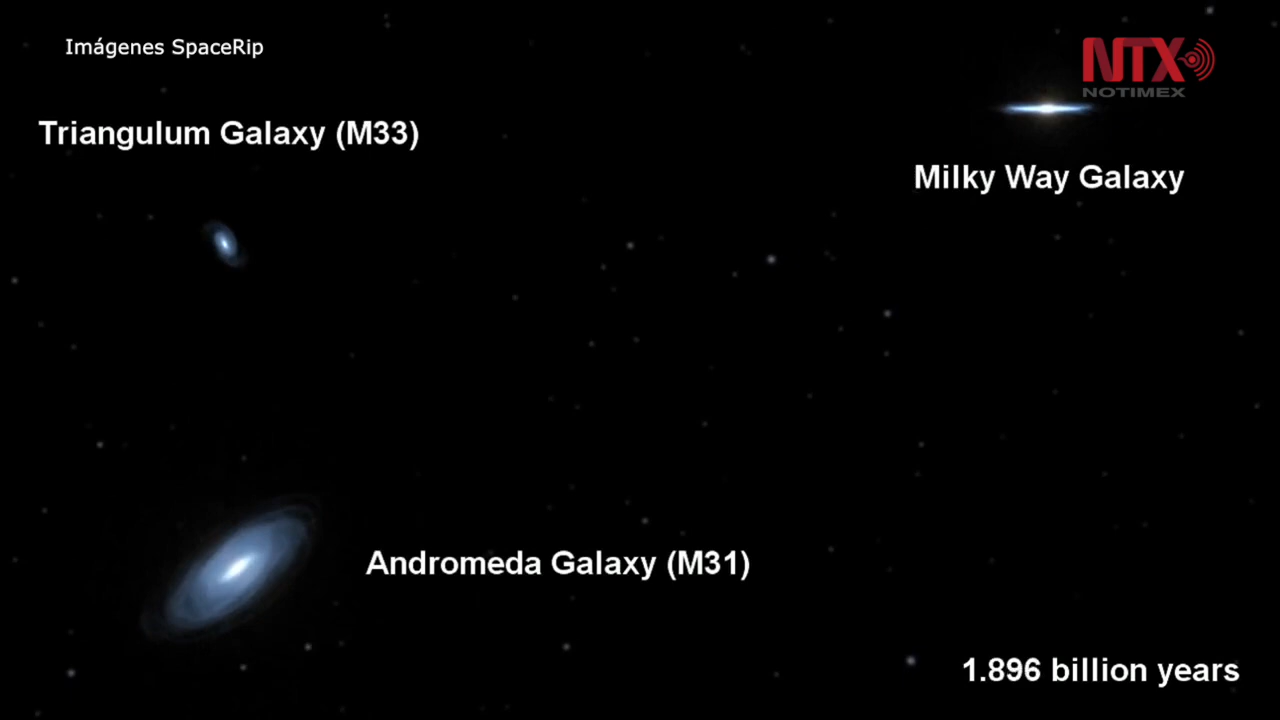 Imágenes SpaceRip
NTX
NOTIMEX
Triangulum Galaxy (M33)
Milky Way Galaxy
Andromeda Galaxy (M31)
1.896 billion years